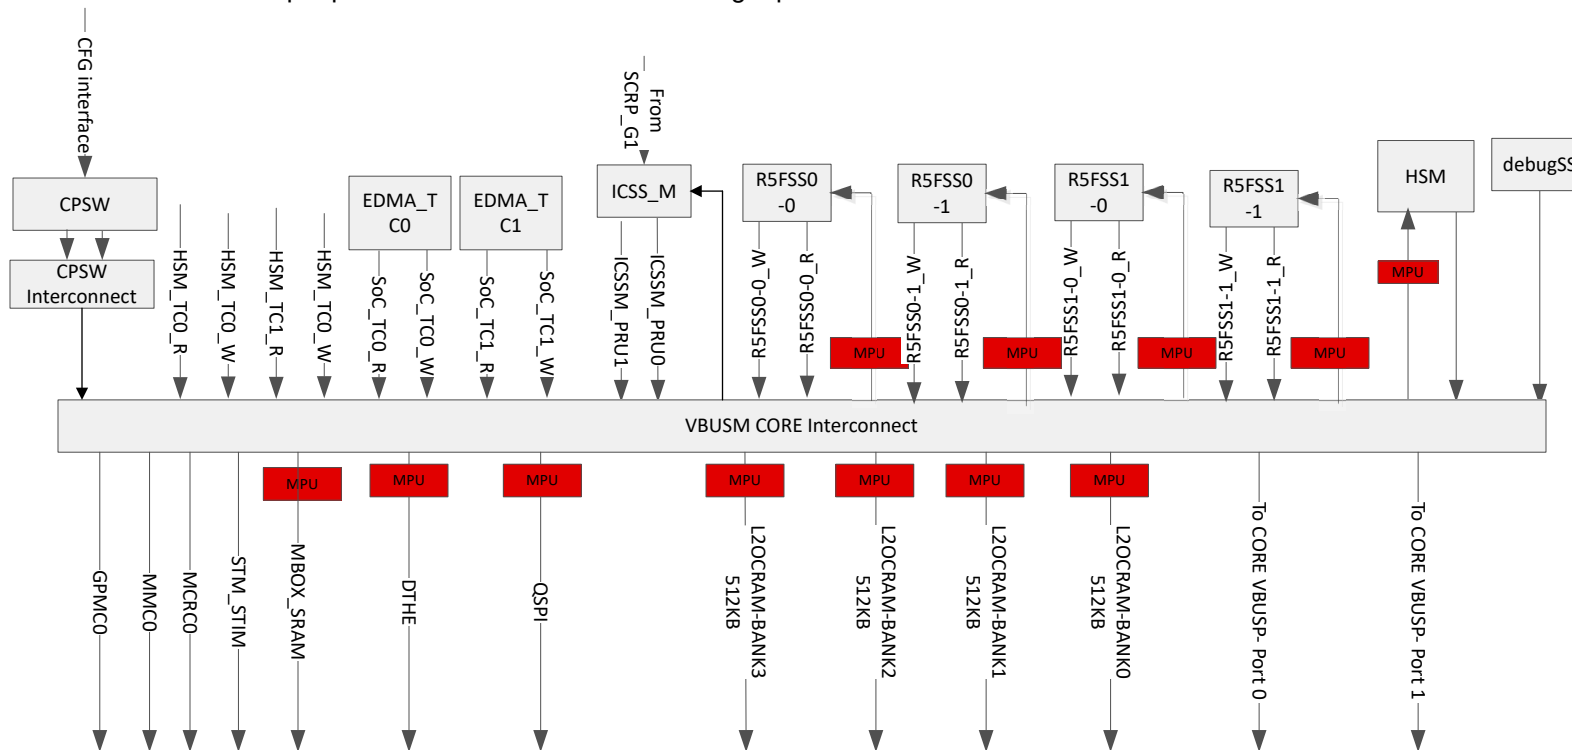 CFG interface
From
SCRP_G1
CPSW
CPSW
Interconnect
HSM_TC0_R
HSM_TC0_W
HSM_TC1_R
HSM_TC0_W
EDMA_T
C0
SoC_TC0_R
SoC_TC0_W
EDMA_T
C1
SoC_TC1_R
SoC_TC1_W
ICSS_M
ICSSM_PRU1
ICSSM_PRU0
R5FSS0
-0
R5FSS0-0_W
R5FSS0-0_R
MPU
R5FSS0
-1
R5FSS0-1_W
R5FSS0-1_R
MPU
R5FSS1
-0
R5FSS1-0_W
R5FSS1-0_R
MPU
R5FSS1
-1
R5FSS1-1_W
R5FSS1-1_R
MPU
HSM
MPU
debugSS
VBUSM CORE Interconnect
GPMC0
MMC0
MCRC0
STM_STIM
MPU
MBOX_SRAM
MPU
DTHE
MPU
QSPI
MPU
L2OCRAM-BANK3
512KB
MPU
L2OCRAM-BANK2
512KB
MPU
L2OCRAM-BANK1
512KB
MPU
L2OCRAM-BANK0
512KB
To CORE VBUSP- Port 0
To CORE VBUSP- Port 1